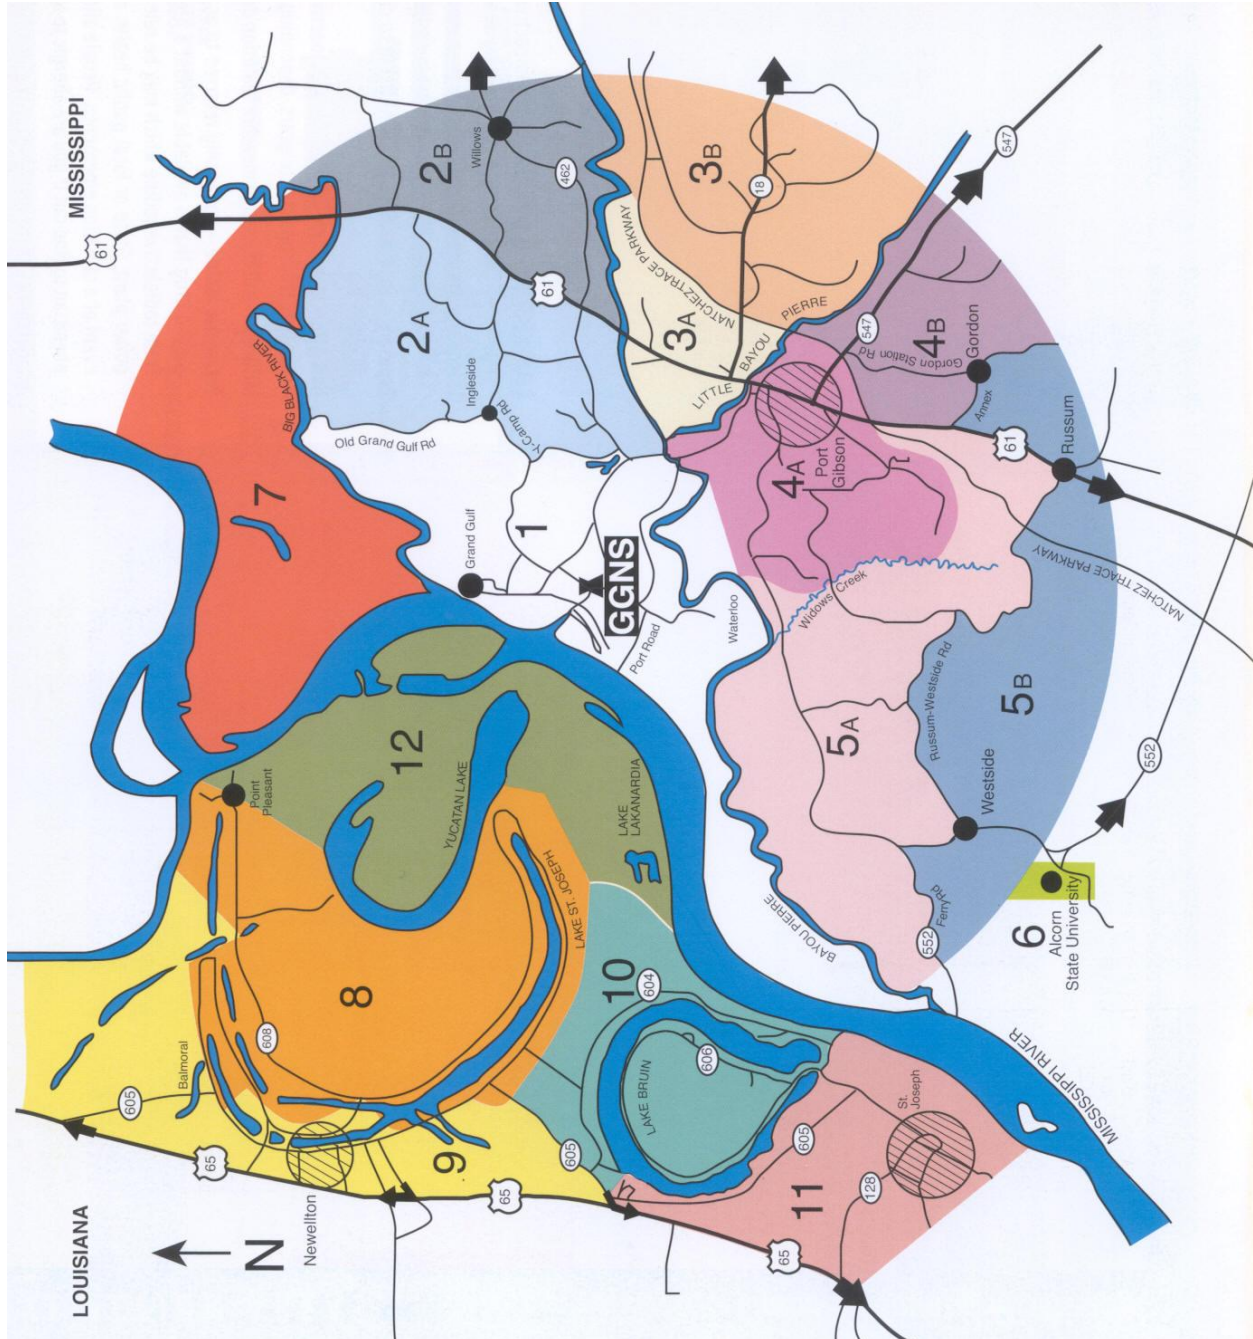 MISSISSIPPI
61
2B
Willows
462
3B
18
547
7
BIG BLACK RIVER
2A
Ingleside
Old Grand Gulf Rd
Y-Camp Rd
61
NATCHEZ TRACE PARKWAY
3A
LITTLE BAYOU PIERRE
547
4B
Gordon Station Rd
Gordon
Annex
61
Russum
Grand Gulf
1
GGNS
Port Road
Waterloo
4A
Port
Gibson
Widows Creek
NATCHEZ TRACE PARKWAY
12
Point
Pleasant
YUCATAN LAKE
LAKE
LAKANARDIA
5A
Russum-Westside Rd
5B
Westside
552
BAYOU PIERRE
552
Ferry Rd
6
Alcorn
State University
8
608
LAKE ST. JOSEPH
10
604
606
LAKE BRUIN
MISSISSIPPI RIVER
Balmoral
605
65
9
605
65
605
11
St.
Joseph
128
65
Newellton
N
LOUISIANA